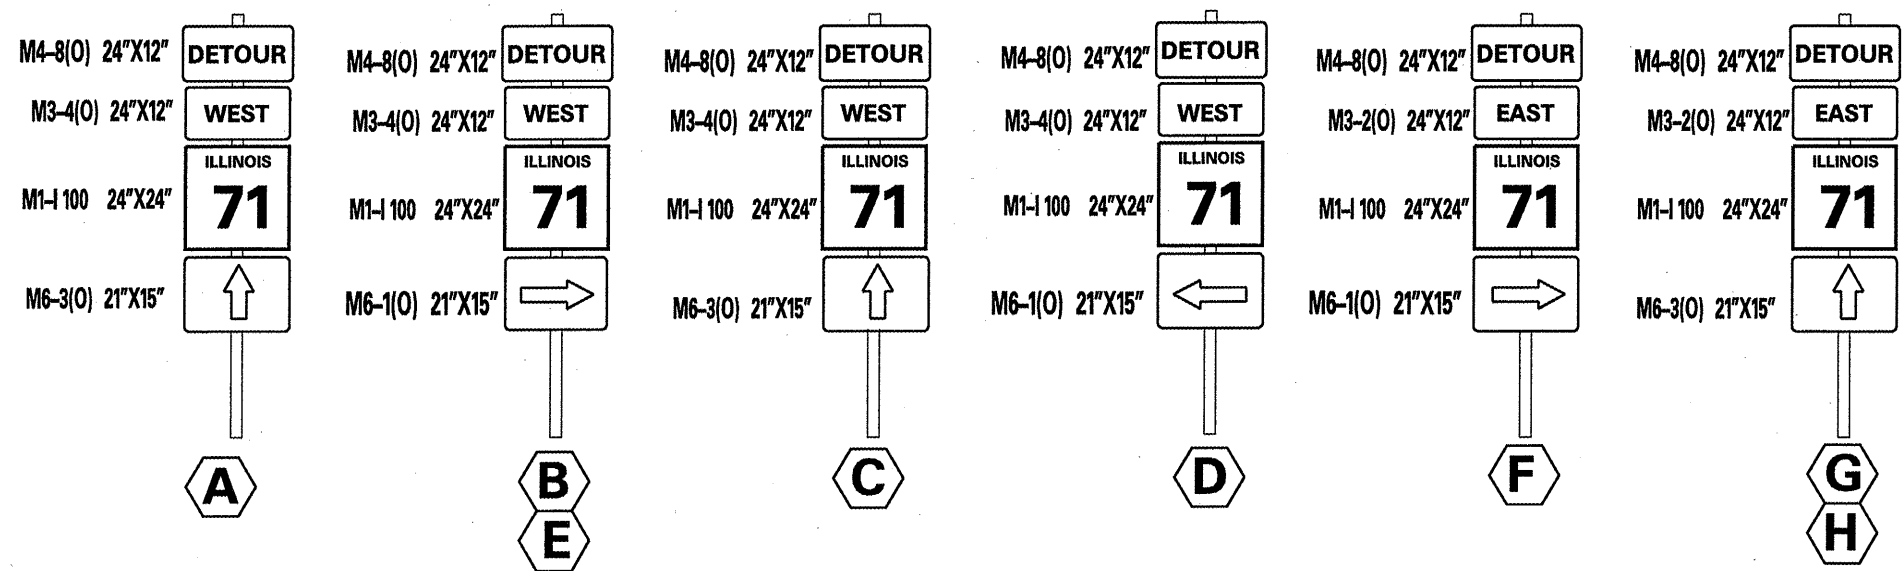 M4-8(O) 24"X12" DETOUR
M3-4(O) 24"X12" WEST
ILLINOIS
M1-I 100 24"X24" 71
M6-3(O) 21"X15"
A
M4-8(O) 24"X12" DETOUR
M3-4(O) 24"X12" WEST
ILLINOIS
M1-I 100 24"X24" 71
M6-1(O) 21"X15"
B
E
M4-8(O) 24"X12" DETOUR
M3-4(O) 24"X12" WEST
ILLINOIS
M1-I 100 24"X24" 71
M6-3(O) 21"X15"
C
M4-8(O) 24"X12" DETOUR
M3-4(O) 24"X12" WEST
ILLINOIS
M1-I 100 24"X24" 71
M6-1(O) 21"X15"
D
M4-8(O) 24"X12" DETOUR
M3-2(O) 24"X12" EAST
ILLINOIS
M1-I 100 24"X24" 71
M6-1(O) 21"X15"
F
M4-8(O) 24"X12" DETOUR
M3-2(O) 24"X12" EAST
ILLINOIS
M1-I 100 24"X24" 71
M6-3(O) 21"X15"
G
H